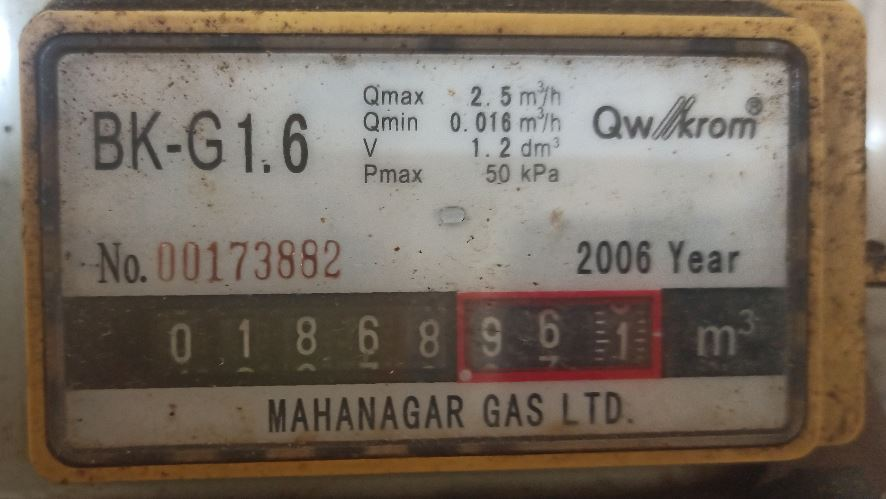 Qmax 2.5 m³/h
Qmin 0.016 m³/h
V 1.2 dm³
Pmax 50 kPa
BK-G1.6
Qwkrom®
No. 00173882
2006 Year
01868961 m³
MAHANAGAR GAS LTD.